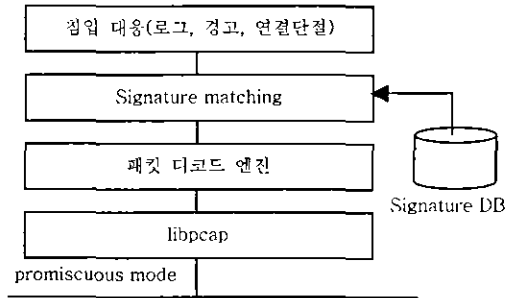 침입 대응(로그, 경고, 연결단절)
Signature matching
패킷 디코드 엔진
Signature DB
libpcap
promiscuous mode